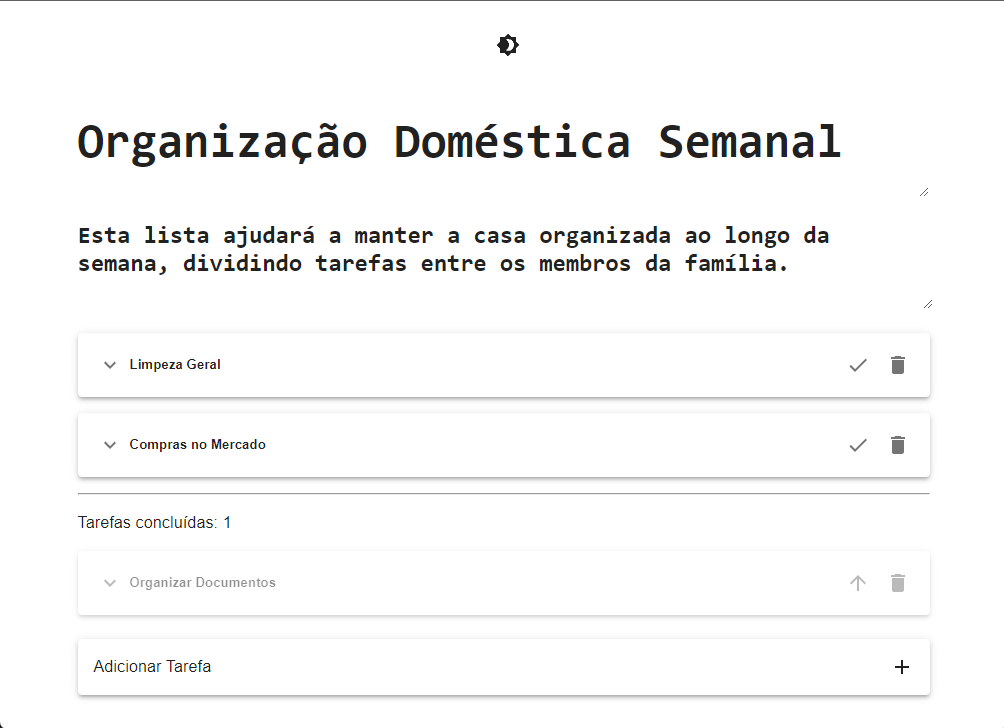 Organização Doméstica Semanal
Esta lista ajudará a manter a casa organizada ao longo da
semana, dividindo tarefas entre os membros da família.
Limpeza Geral
Compras no Mercado
Tarefas concluídas: 1
Organizar Documentos
Adicionar Tarefa